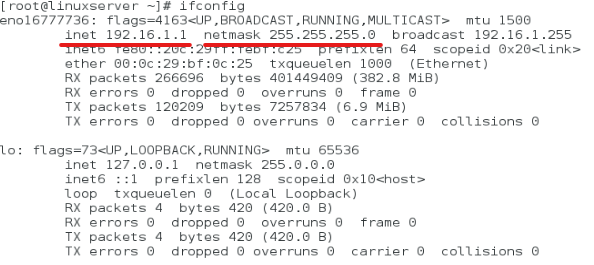 [root@linuxserver ~]# ifconfig
eno16777736: flags=4163<UP,BROADCAST,RUNNING,MULTICAST>  mtu 1500
        inet 192.16.1.1  netmask 255.255.255.0  broadcast 192.16.1.255
        inet6 fe80::20c:29ff:febf:c25  prefixlen 64  scopeid 0x20<link>
        ether 00:0c:29:bf:0c:25  txqueuelen 1000  (Ethernet)
        RX packets 266696  bytes 401449409 (382.8 MiB)
        RX errors 0  dropped 0  overruns 0  frame 0
        TX packets 120209  bytes 7257834 (6.9 MiB)
        TX errors 0  dropped 0 overruns 0  carrier 0  collisions 0

lo: flags=73<UP,LOOPBACK,RUNNING>  mtu 65536
        inet 127.0.0.1  netmask 255.0.0.0
        inet6 ::1  prefixlen 128  scopeid 0x10<host>
        loop  txqueuelen 0  (Local Loopback)
        RX packets 4  bytes 420 (420.0 B)
        RX errors 0  dropped 0  overruns 0  frame 0
        TX packets 4  bytes 420 (420.0 B)
        TX errors 0  dropped 0 overruns 0  carrier 0  collisions 0